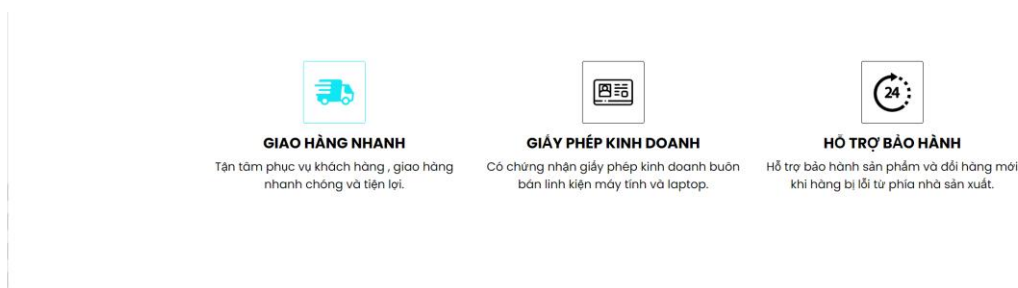 GIAO HÀNG NHANH
Tận tâm phục vụ khách hàng , giao hàng
nhanh chóng và tiện lợi.
GIẤY PHÉP KINH DOANH
Có chứng nhận giấy phép kinh doanh buôn
bán linh kiện máy tính và laptop.
24
HỖ TRỢ BẢO HÀNH
Hỗ trợ bảo hành sản phẩm và đổi hàng mới
khi hàng bị lỗi từ phía nhà sản xuất.